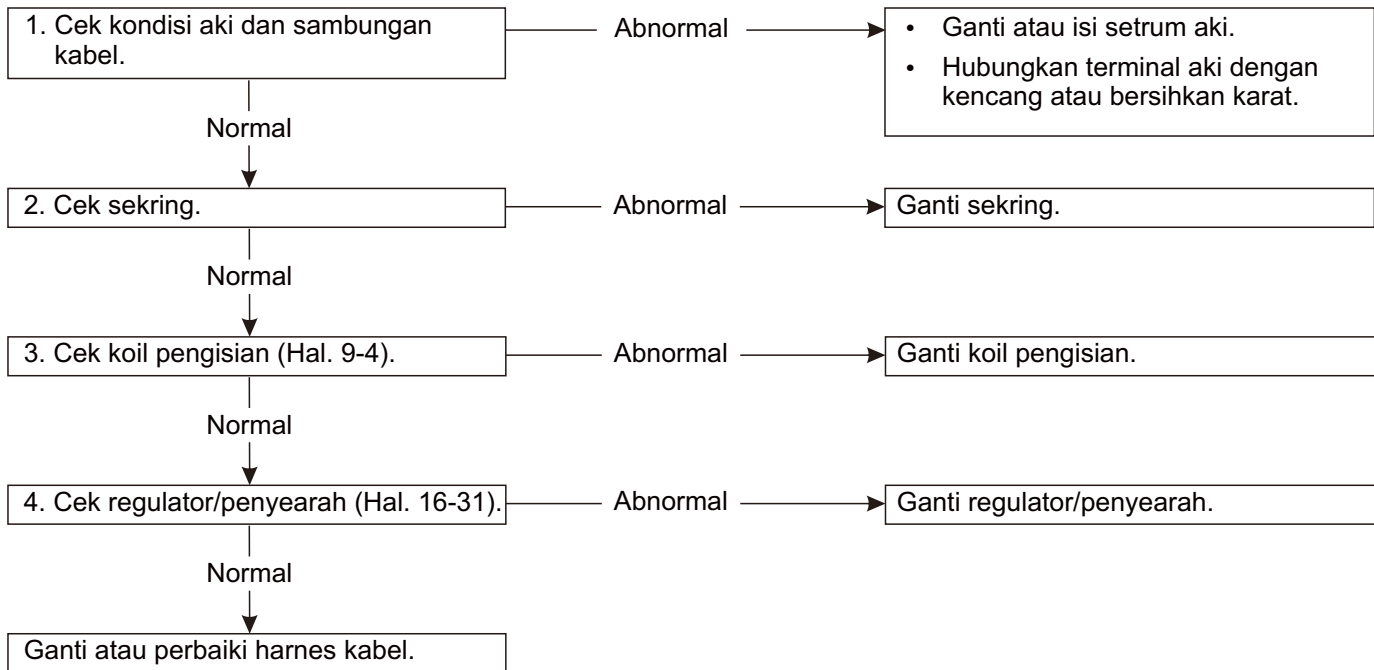 1. Cek kondisi aki dan sambungan
kabel.
Abnormal
• Ganti atau isi setrum aki.
• Hubungkan terminal aki dengan
kencang atau bersihkan karat.
Normal
2. Cek sekring.
Abnormal
Ganti sekring.
Normal
3. Cek koil pengisian (Hal. 9-4).
Abnormal
Ganti koil pengisian.
Normal
4. Cek regulator/penyearah (Hal. 16-31).
Abnormal
Ganti regulator/penyearah.
Normal
Ganti atau perbaiki harnes kabel.